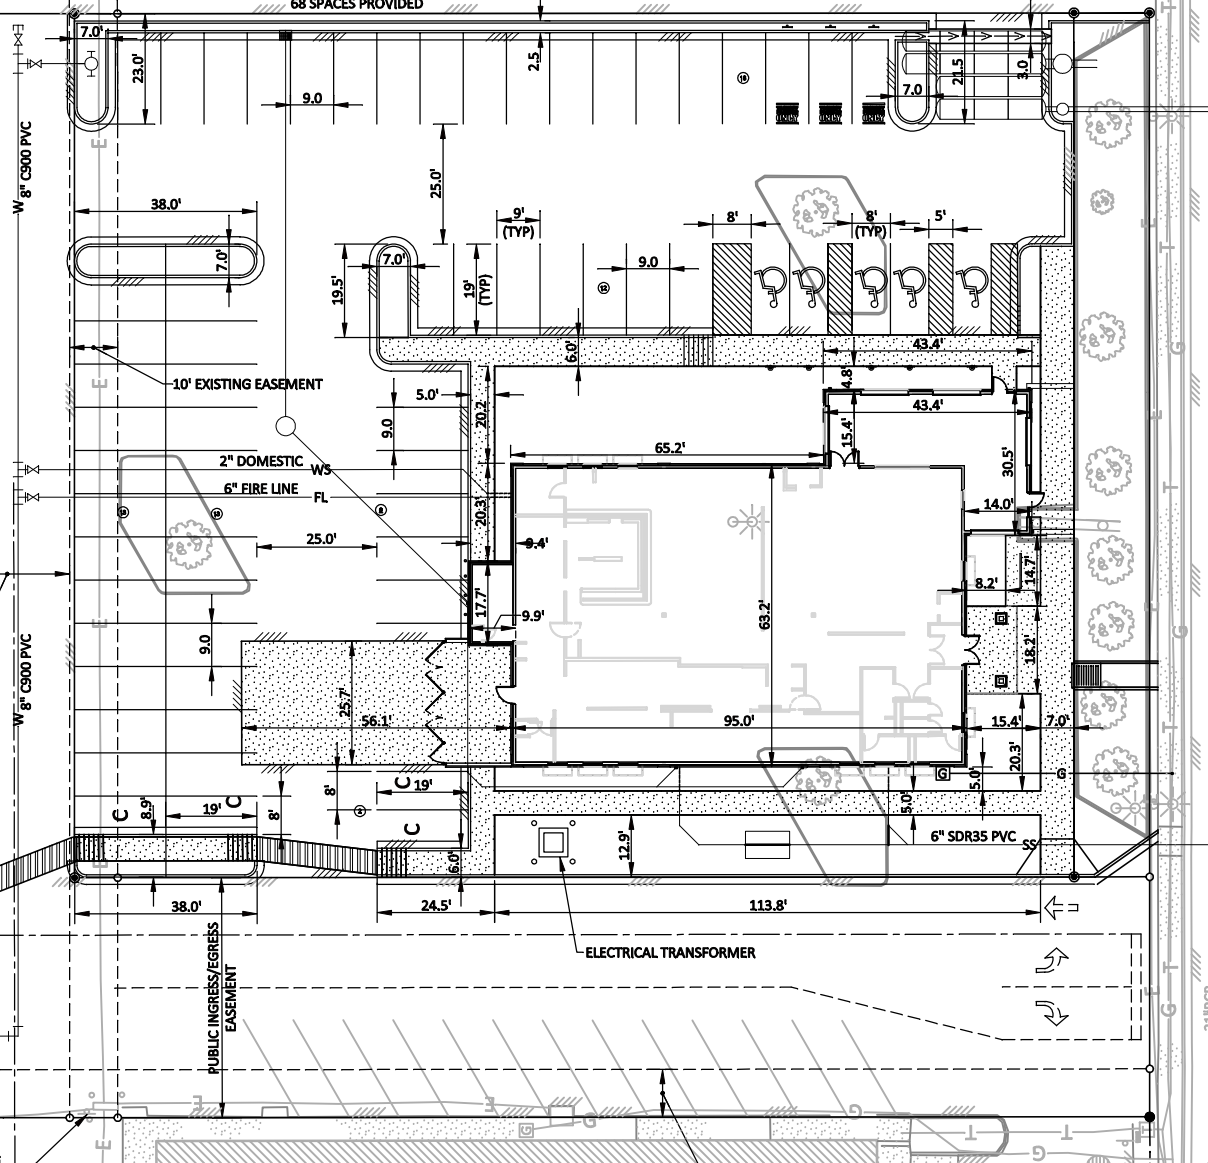 68 SPACES PROVIDED
7.0'
23.0'
9.0
2.5
18
7.0
21.5
3.0
W 8" C900 PVC
38.0'
7.0'
25.0'
9'
(TYP)
8'
8'
(TYP)
5'
19.5'
7.0'
19'
(TYP)
9.0
12
6.0'
43.4'
10' EXISTING EASEMENT
5.0'
20.2
4.8'
43.4'
9.0
15.4'
65.2'
30.5'
2" DOMESTIC
WS
6" FIRE LINE
FL
20.3'
14.0'
25.0'
9.4'
17.7'
9.9'
8.2'
14.7'
63.2'
9.0
18.2'
W 8" C900 PVC
25.7'
56.1'
95.0'
15.4'
7.0'
20.3'
G
G
5.0'
5.0'
C
C
C
8.9'
19'
8'
8'
19'
2
6.0'
12.9'
6" SDR35 PVC
SS
38.0'
24.5'
113.8'
ELECTRICAL TRANSFORMER
PUBLIC INGRESS/EGRESS
EASEMENT
E
E
E
E
T
T
G
E
T
G
T
E
T
G
E
E
G
G
G
T
T
G
E